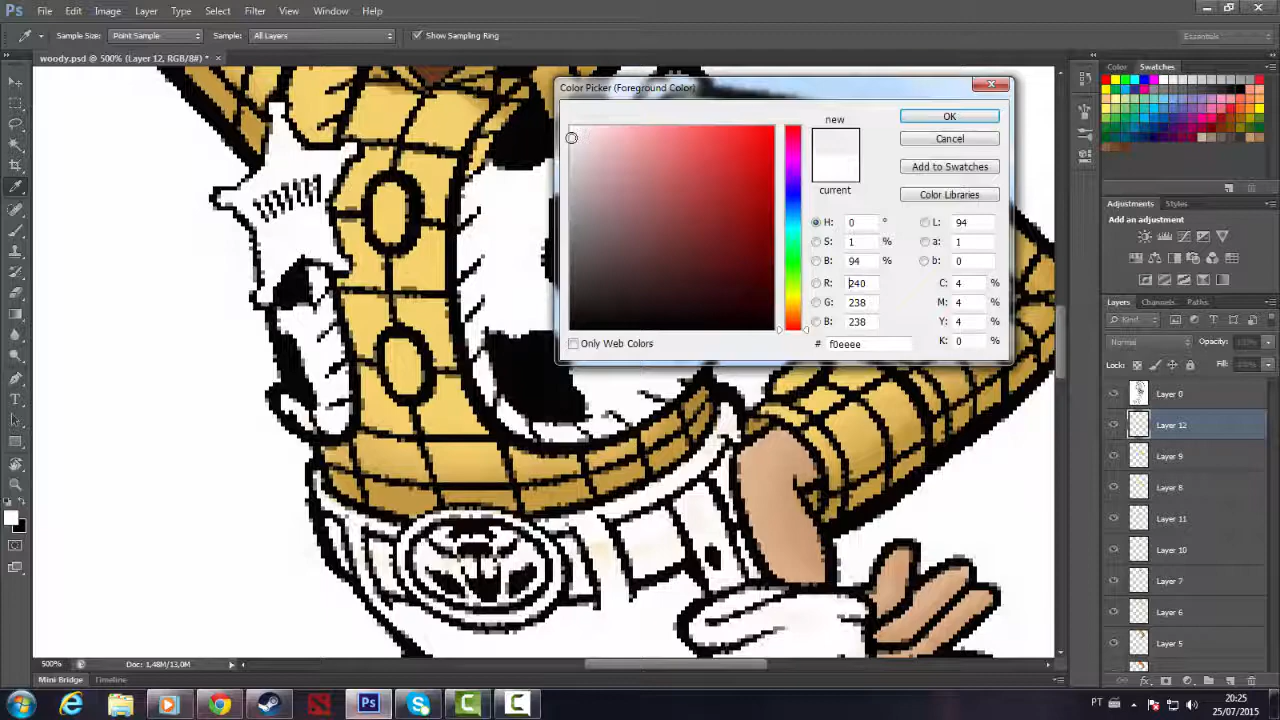 Ps File Edit Image Layer Type Select Filter View Window Help
Sample Size: Point Sample Sample: All Layers Show Sampling Ring Essentials
woody.psd @ 500% (Layer 12, RGB/8#) * ×
Color Picker (Foreground Color)
new
current
OK
Cancel
Add to Swatches
Color Libraries
H: 0 ° L: 94
S: 1 % a: 1
B: 94 % b: 0
R: 240 C: 4 %
238 M: 4 %
B: 238 Y: 4 %
# f0eeee K: 0 %
Only Web Colors
Color Swatches
Adjustments Styles
Add an adjustment
Layers Channels Paths
Kind
Normal Opacity:
Lock: Fill:
Layer 0
Layer 12
Layer 9
Layer 8
Layer 11
Layer 10
Layer 7
Layer 6
Layer 5
500% Doc: 1,48M/13,0M
Mini Bridge Timeline
Ps
PT 20:25
25/07/2015